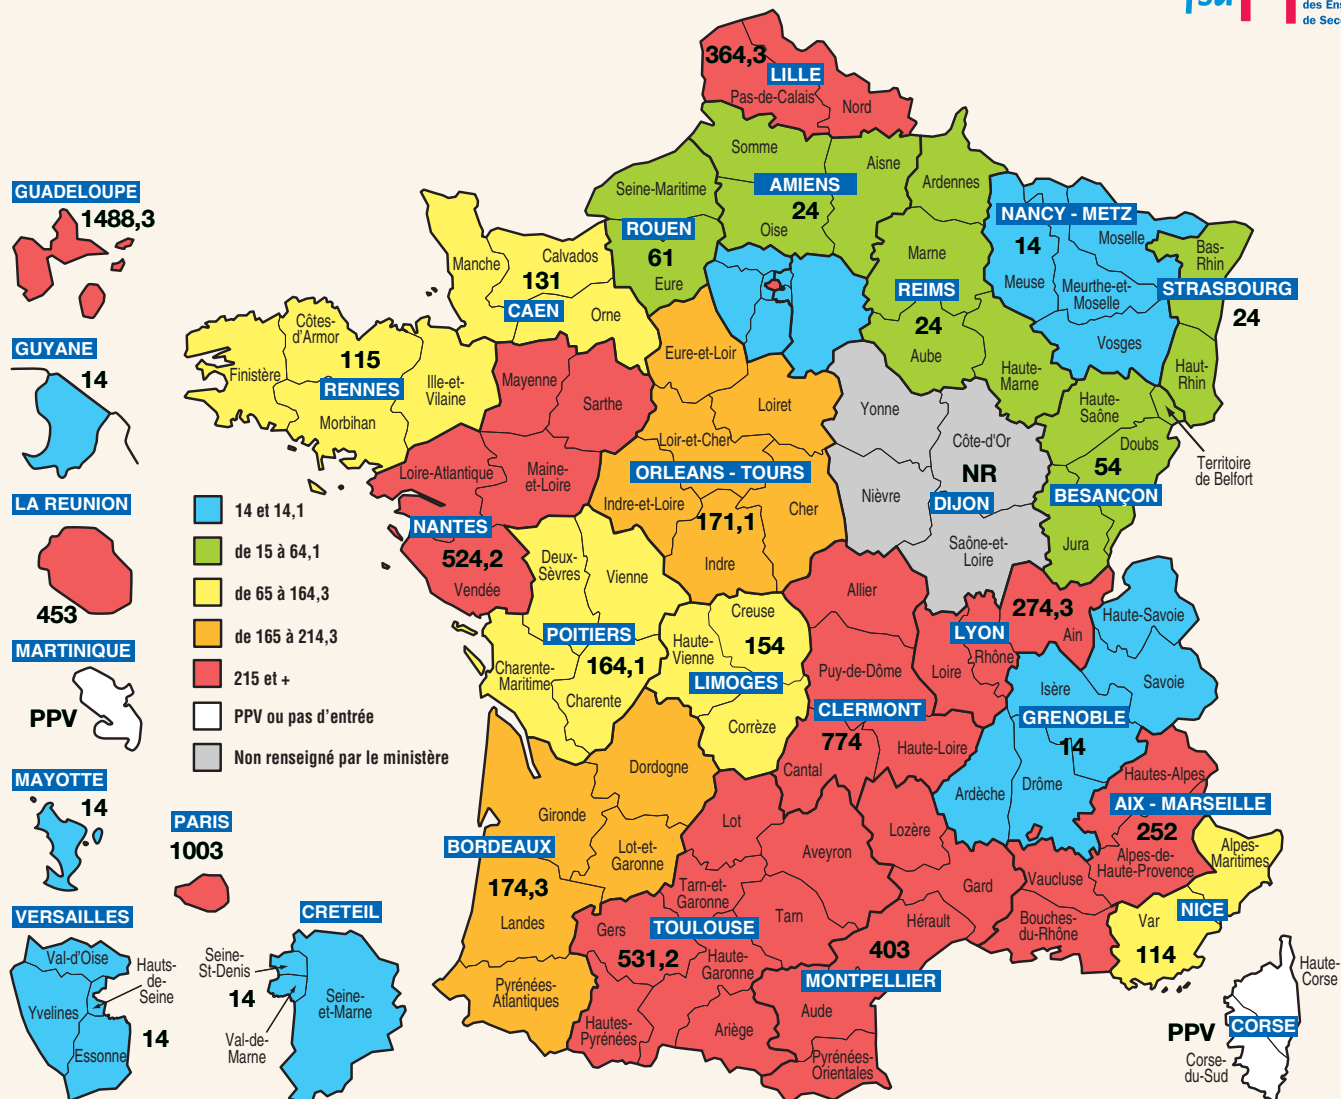 fsu
des Ens
de Seco
364,3
LILLE
Pas-de-Calais
Nord
Somme
Aisne
AMIENS
24
Oise
Seine-Maritime
ROUEN
61
Eure
Ardennes
Marne
REIMS
24
Aube
Haute-
Marne
NANCY - METZ
14
Moselle
Meuse
Meurthe-et-
Moselle
Vosges
Bas-
Rhin
STRASBOURG
24
Haut-
Rhin
Manche
Calvados
131
CAEN
Orne
Côtes-
d'Armor
Finistère
115
RENNES
Ille-et-
Vilaine
Morbihan
Mayenne
Sarthe
Loire-Atlantique
Maine-
et-Loire
NANTES
524,2
Vendée
Eure-et-Loir
Loiret
Loir-et-Cher
ORLEANS - TOURS
Indre-et-Loire
171,1
Cher
Indre
Yonne
Côte-d'Or
NR
Nièvre
DIJON
Saône-et-
Loire
Haute-
Saône
Doubs
54
BESANÇON
Jura
Territoire
de Belfort
Deux-
Sèvres
Vienne
POITIERS
164,1
Charente-
Maritime
Charente
Creuse
Haute-
Vienne
154
LIMOGES
Corrèze
Allier
Puy-de-Dôme
CLERMONT
774
Haute-Loire
Cantal
274,3
Ain
LYON
Rhône
Loire
Haute-Savoie
Savoie
Isère
GRENOBLE
14
Ardèche
Drôme
Dordogne
Gironde
BORDEAUX
Lot-et-
Garonne
174,3
Landes
Pyrénées-
Atlantiques
Lot
Aveyron
Tarn-et-
Garonne
Tarn
Gers
TOULOUSE
531,2
Haute-
Garonne
Hautes-
Pyrénées
Ariège
Lozère
Gard
Hérault
403
MONTPELLIER
Aude
Pyrénées-
Orientales
Hautes-Alpes
AIX - MARSEILLE
252
Alpes-de-
Haute-Provence
Vaucluse
Bouches-
du-Rhône
Alpes-
Maritimes
NICE
Var
114
Haute-
Corse
PPV
CORSE
Corse-
du-Sud
GUADELOUPE
1488,3
GUYANE
14
LA REUNION
453
MARTINIQUE
PPV
MAYOTTE
14
PARIS
1003
VERSAILLES
Val-d'Oise
Hauts-
de-
Seine
Yvelines
14
Essonne
CRETEIL
Seine-
St-Denis
14
Seine-
et-Marne
Val-de-
Marne
14 et 14,1
de 15 à 64,1
de 65 à 164,3
de 165 à 214,3
215 et +
PPV ou pas d'entrée
Non renseigné par le ministère